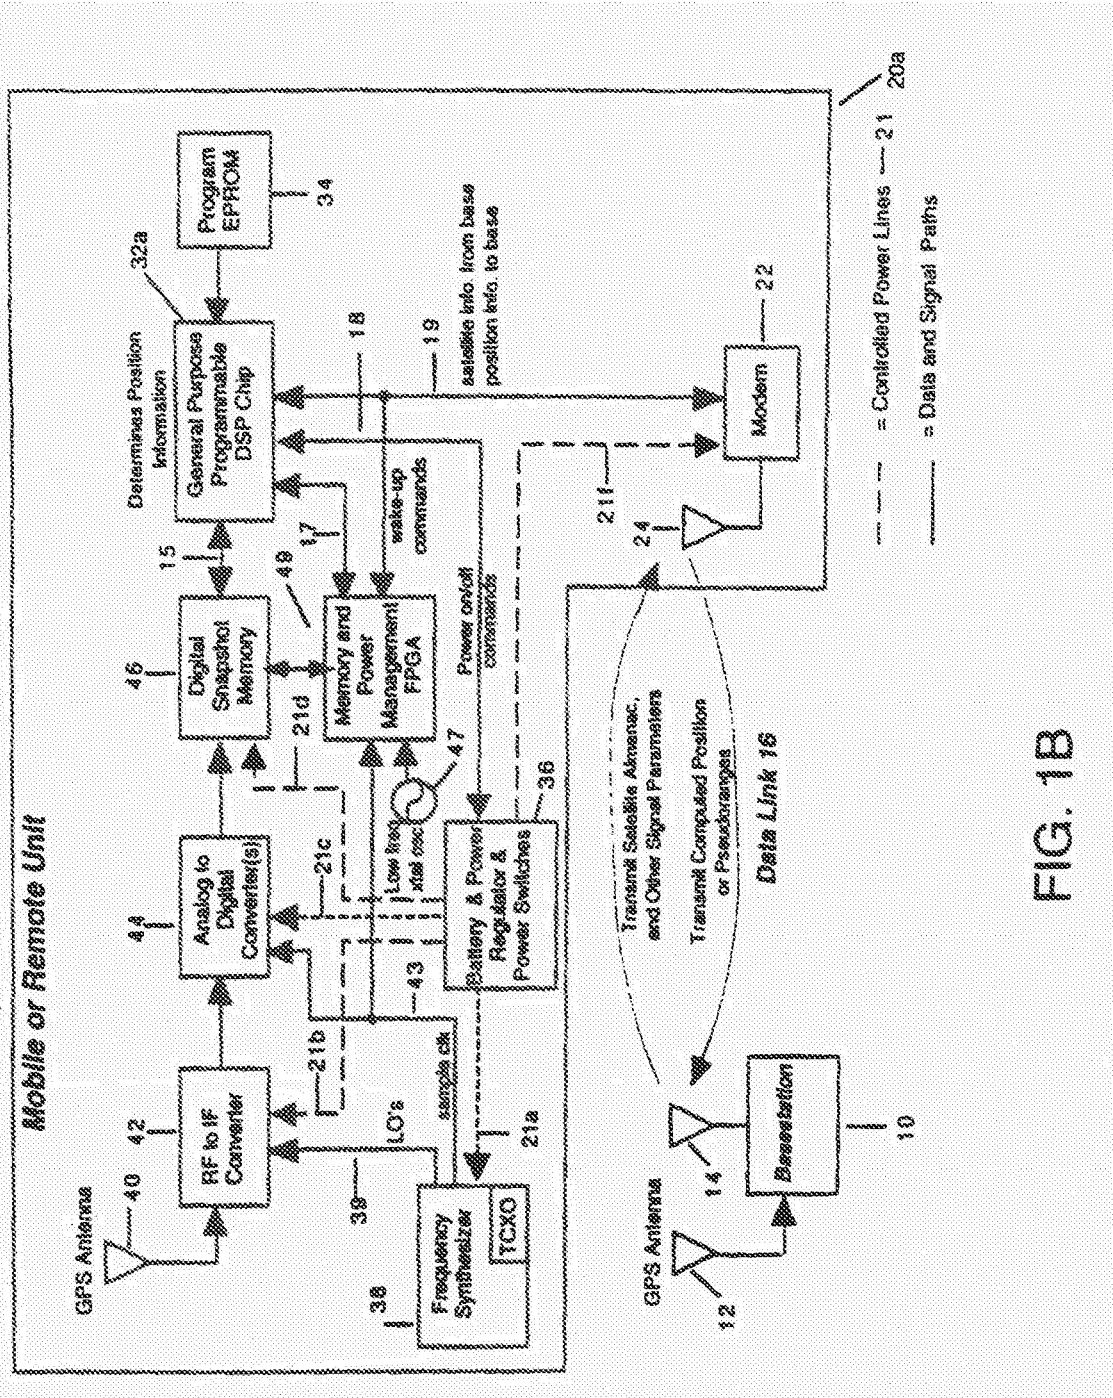 Mobile or Remote Unit
GPS Antenna
40
42
RF to IF
Converter
44
Analog to
Digital
Converter(s)
46
Digital
Snapshot
Memory
15
Determines Position
Information
32a
General Purpose
Programmable
DSP Chip
Program
EPROM
34
39
LO's
21b
21c
21d
49
17
18
19
Memory and
Power
Management
FPGA
wake-up
commands
satellite info. from base
position info to base
38
Frequency
Synthesizer
TCXO
sample clk
43
Low freq
xtal osc
47
21a
Battery & Power
Regulator &
Power Switches
36
Power on/off
commands
21f
24
Modem
22
20a
Transmit Satellite Almanac,
and Other Signal Parameters
Transmit Computed Position
or Pseudoranges
Data Link 16
GPS Antenna
12
14
Basestation
10
= Controlled Power Lines 21
= Data and Signal Paths
FIG. 1B